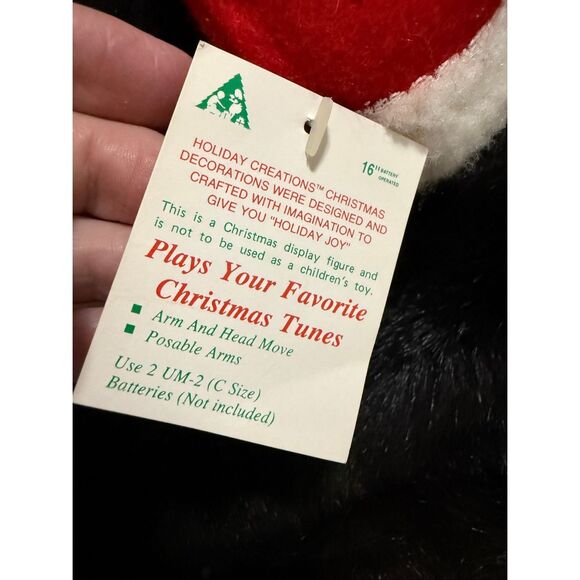 16" BATTERY
OPERATED
HOLIDAY CREATIONS™ CHRISTMAS
DECORATIONS WERE DESIGNED AND
CRAFTED WITH IMAGINATION TO
GIVE YOU "HOLIDAY JOY"
This is a Christmas display figure and
is not to be used as a children's toy.
Plays Your Favorite
Christmas Tunes
■ Arm And Head Move
■ Posable Arms
Use 2 UM-2 (C Size)
Batteries (Not included)